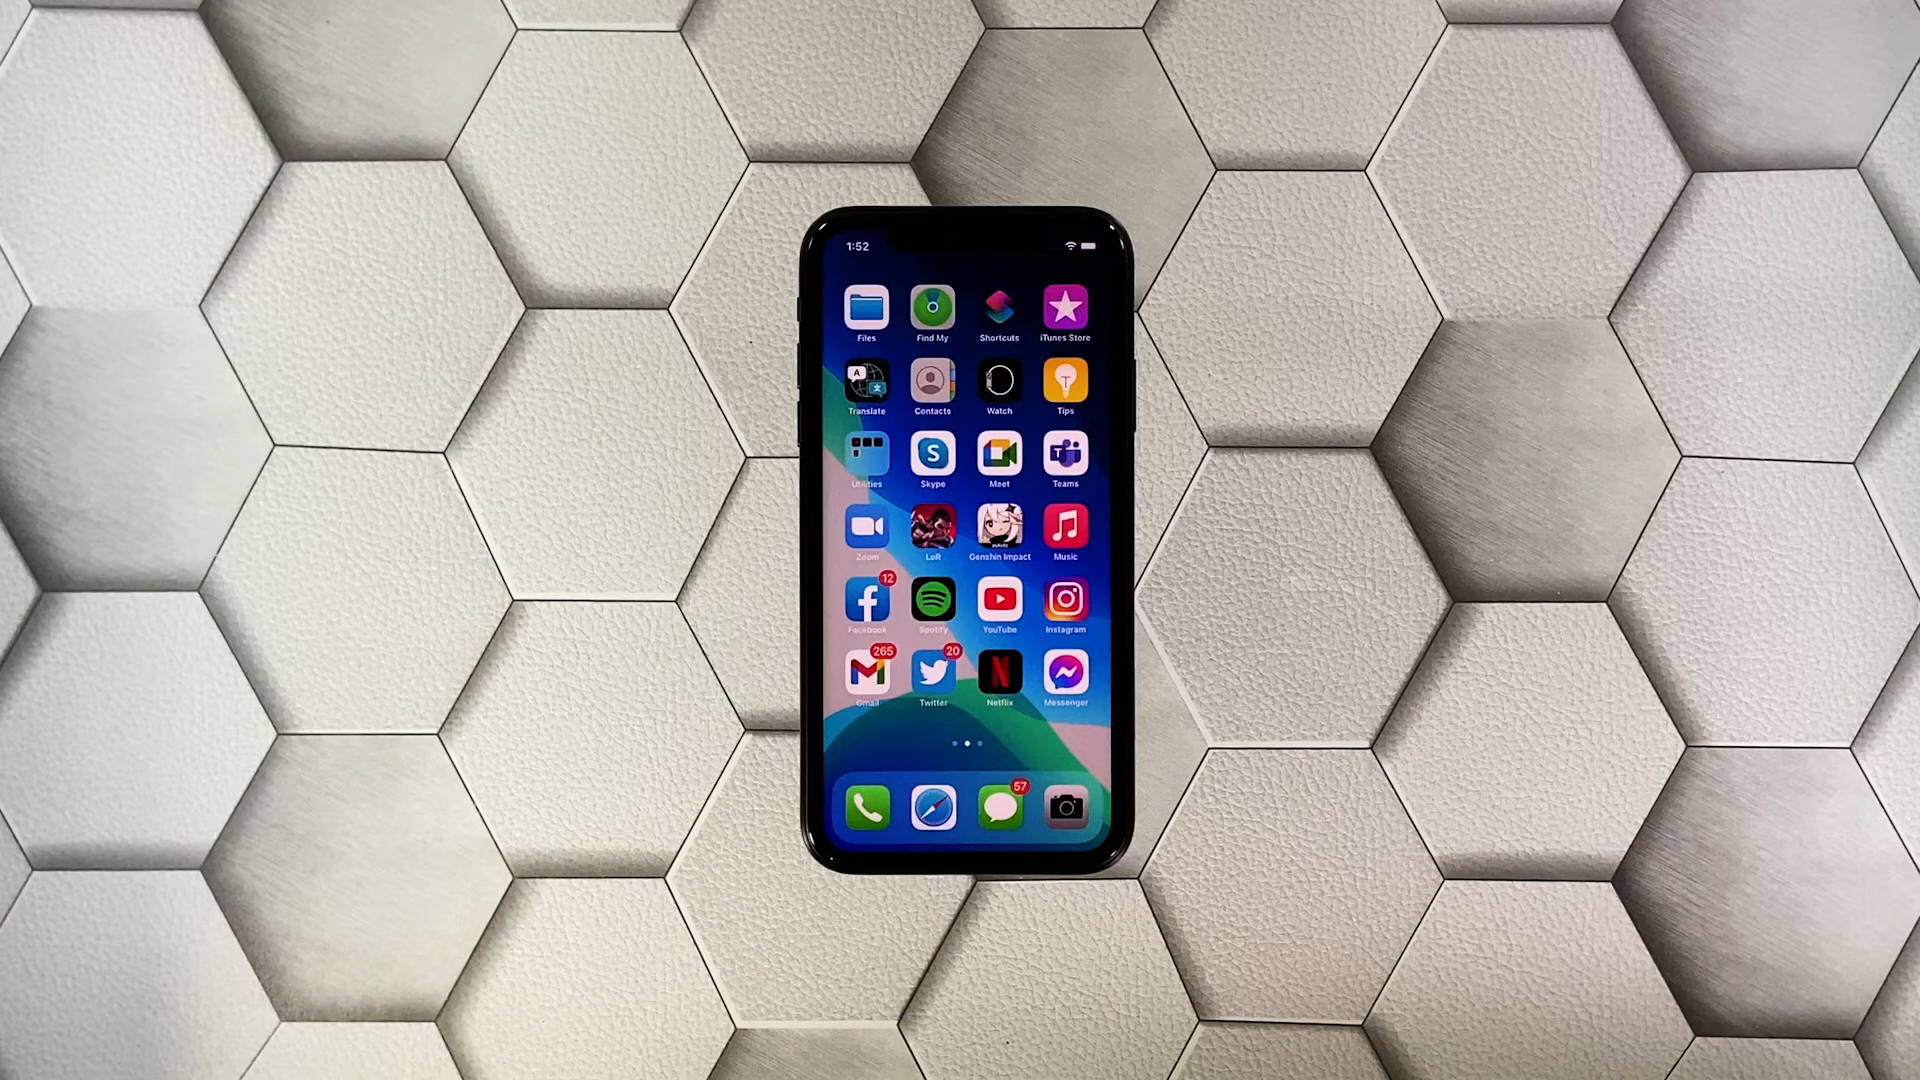 1:52
Files Find My Shortcuts iTunes Store
A 文
Translate Contacts Watch Tips
S T T
Utilities Skype Meet Teams
Zoom LoR Genshin Impact Music
12
f
Facebook Spotify YouTube Instagram
265 20
M N
Gmail Twitter Netflix Messenger
57